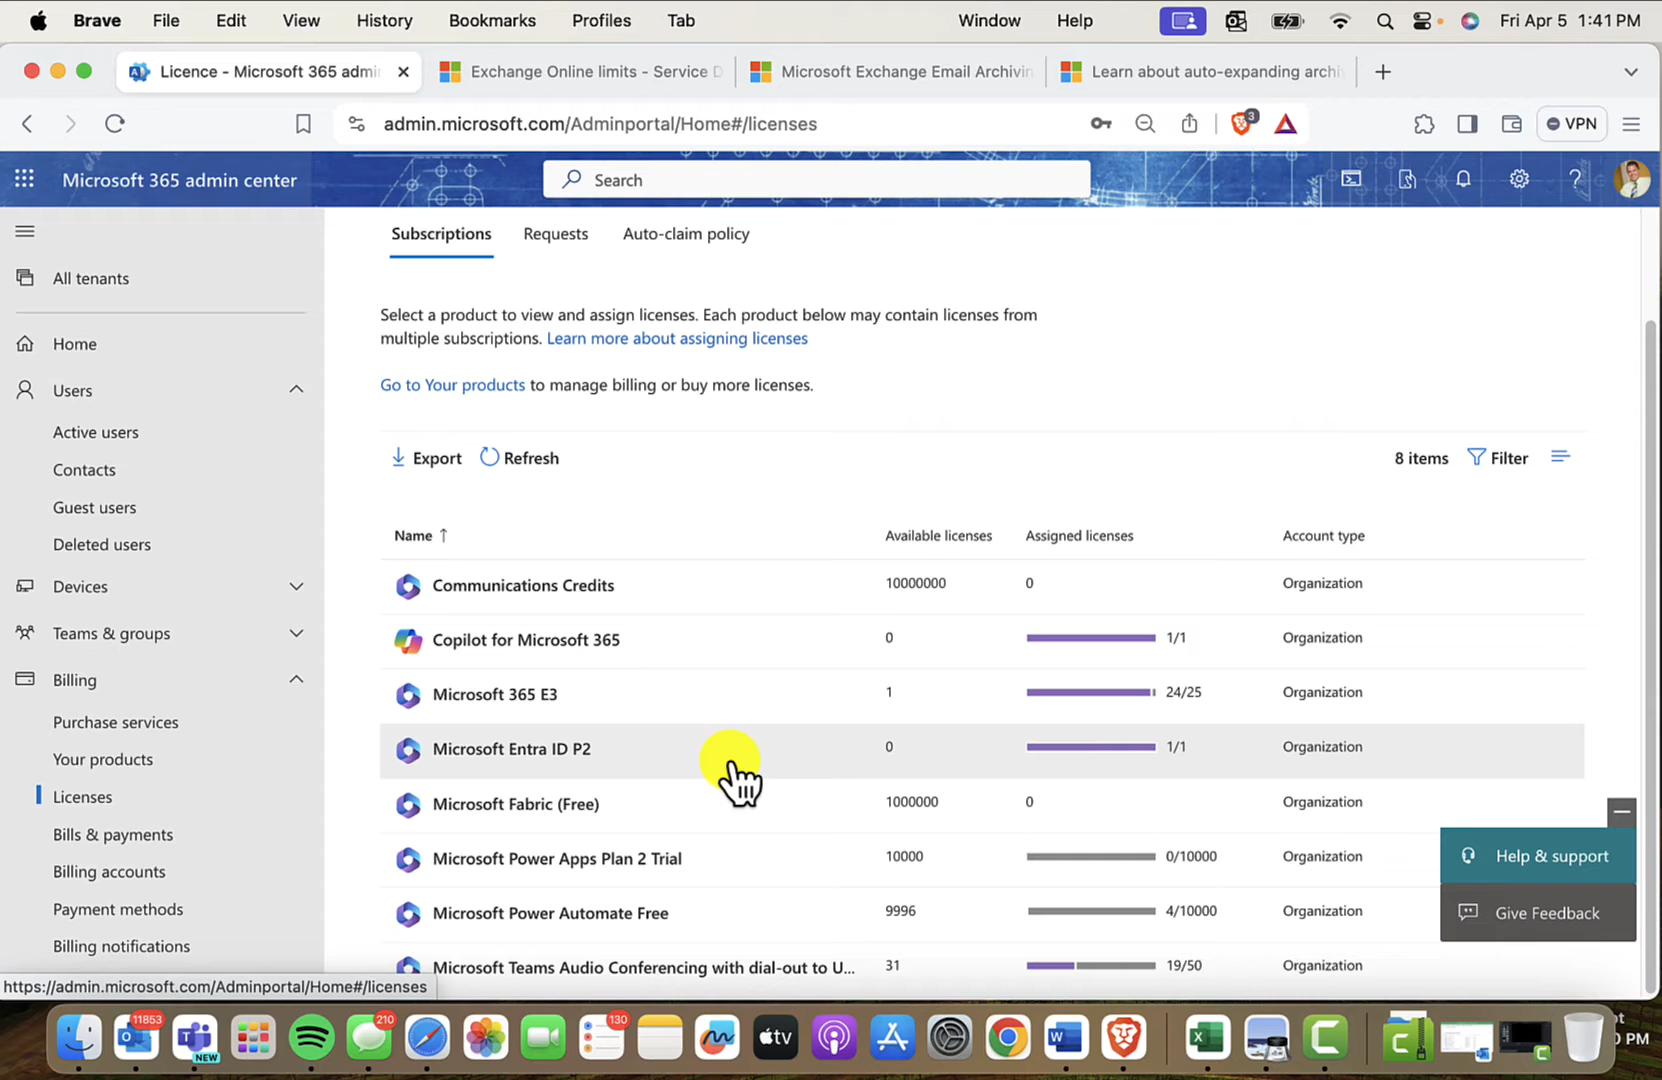 Brave File Edit View History Bookmarks Profiles Tab Window Help Fri Apr 5 1:41 PM
Licence - Microsoft 365 admi Exchange Online limits - Service D Microsoft Exchange Email Archivin Learn about auto-expanding archi
admin.microsoft.com/Adminportal/Home#/licenses 3 VPN
Microsoft 365 admin center Search
Subscriptions Requests Auto-claim policy
All tenants
Home
Users
Active users
Contacts
Guest users
Deleted users
Devices
Teams & groups
Billing
Purchase services
Your products
Licenses
Bills & payments
Billing accounts
Payment methods
Billing notifications
Select a product to view and assign licenses. Each product below may contain licenses from
multiple subscriptions. Learn more about assigning licenses
Go to Your products to manage billing or buy more licenses.
Export Refresh 8 items Filter
Name ↑ Available licenses Assigned licenses Account type
Communications Credits 10000000 0 Organization
Copilot for Microsoft 365 0 1/1 Organization
Microsoft 365 E3 1 24/25 Organization
Microsoft Entra ID P2 0 1/1 Organization
Microsoft Fabric (Free) 1000000 0 Organization
Microsoft Power Apps Plan 2 Trial 10000 0/10000 Organization
Microsoft Power Automate Free 9996 4/10000 Organization
Microsoft Teams Audio Conferencing with dial-out to U... 31 19/50 Organization
Help & support
Give Feedback
https://admin.microsoft.com/Adminportal/Home#/licenses
11853 NEW 210 130 tv